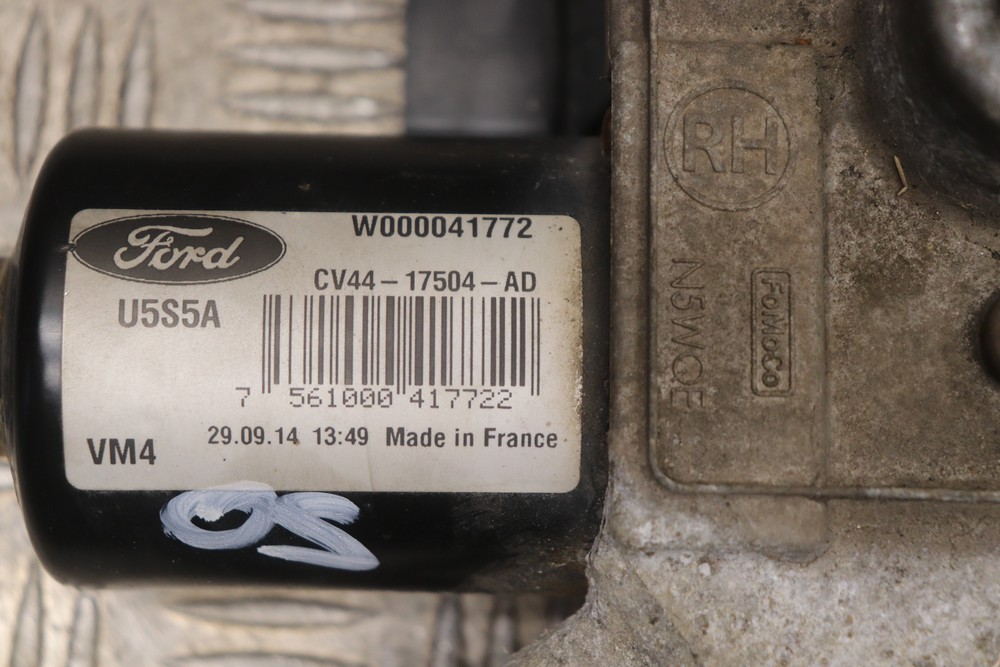 Ford
W000041772
CV44-17504-AD
U5S5A
7 561000 417722
29.09.14 13:49 Made in France
VM4
RH
FoMoCo